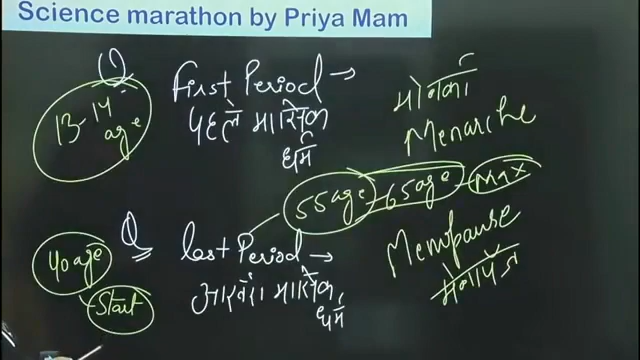 Science marathon by Priya Mam
Q First Period →
13-14 age
पहले मासिक धर्म
Menarche
55 age - 65 age - Max
Q last Period →
Menopause
40 age
Start
मासिक धर्म